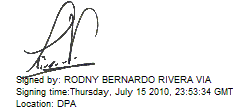 Signed by: RODNY BERNARDO RIVERA VIA
Signing time:Thursday, July 15 2010, 23:53:34 GMT
Location: DPA